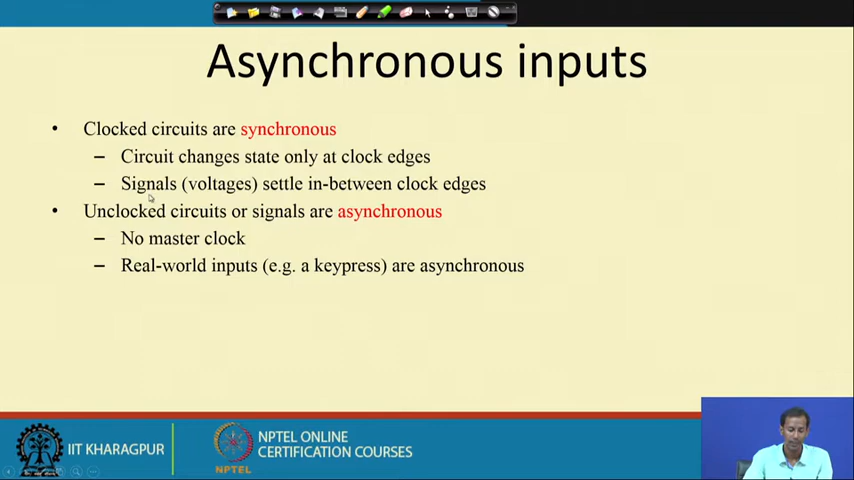 Asynchronous inputs
• Clocked circuits are synchronous
– Circuit changes state only at clock edges
– Signals (voltages) settle in-between clock edges
• Unclocked circuits or signals are asynchronous
– No master clock
– Real-world inputs (e.g. a keypress) are asynchronous
IIT KHARAGPUR
NPTEL
NPTEL ONLINE
CERTIFICATION COURSES